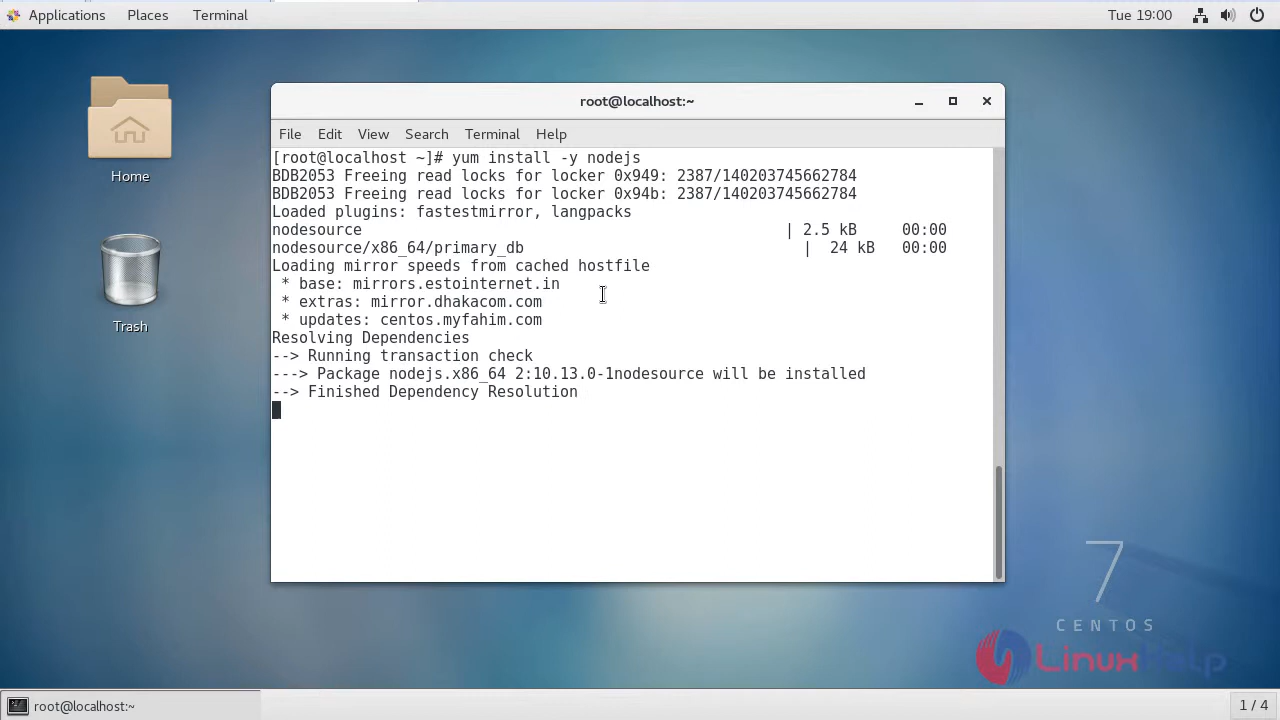 Applications Places Terminal Tue 19:00
Home
Trash
root@localhost:~
File Edit View Search Terminal Help
[root@localhost ~]# yum install -y nodejs
BDB2053 Freeing read locks for locker 0x949: 2387/140203745662784
BDB2053 Freeing read locks for locker 0x94b: 2387/140203745662784
Loaded plugins: fastestmirror, langpacks
nodesource | 2.5 kB 00:00
nodesource/x86_64/primary_db | 24 kB 00:00
Loading mirror speeds from cached hostfile
* base: mirrors.estointernet.in
* extras: mirror.dhakacom.com
* updates: centos.myfahim.com
Resolving Dependencies
--> Running transaction check
---> Package nodejs.x86_64 2:10.13.0-1nodesource will be installed
--> Finished Dependency Resolution
7
CENTOS
LinuxHelp
root@localhost:~ 1 / 4